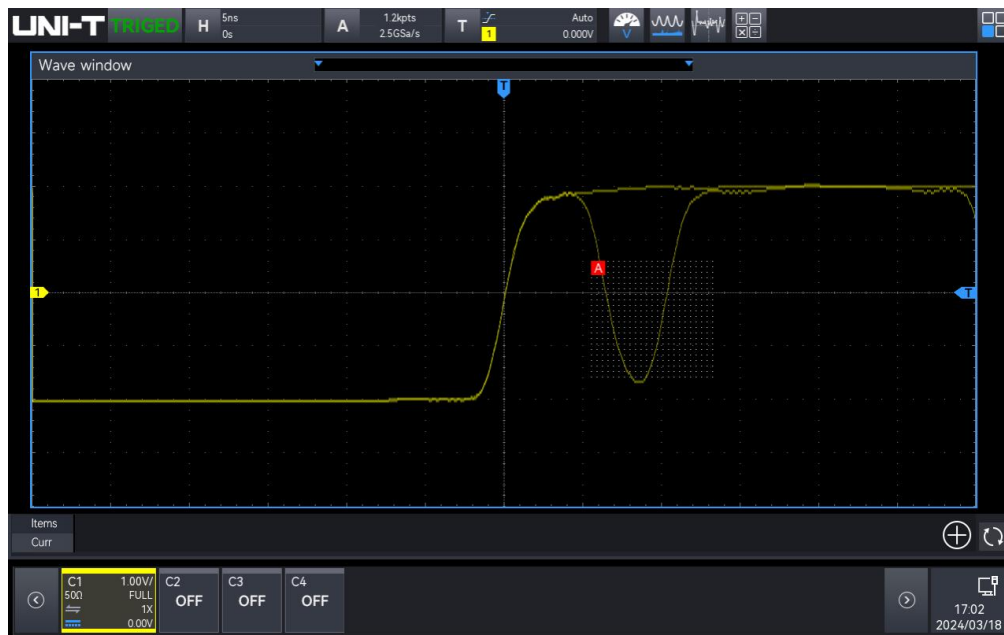 UNI-T TRIGED H 5ns 0s A 1.2kpts 2.5GSa/s T 1 Auto 0.000V V
Wave window
T
A
1 T
Items
Curr
C1 1.00V/ 50Ω FULL 1X 0.00V
C2 OFF
C3 OFF
C4 OFF
17:02
2024/03/18